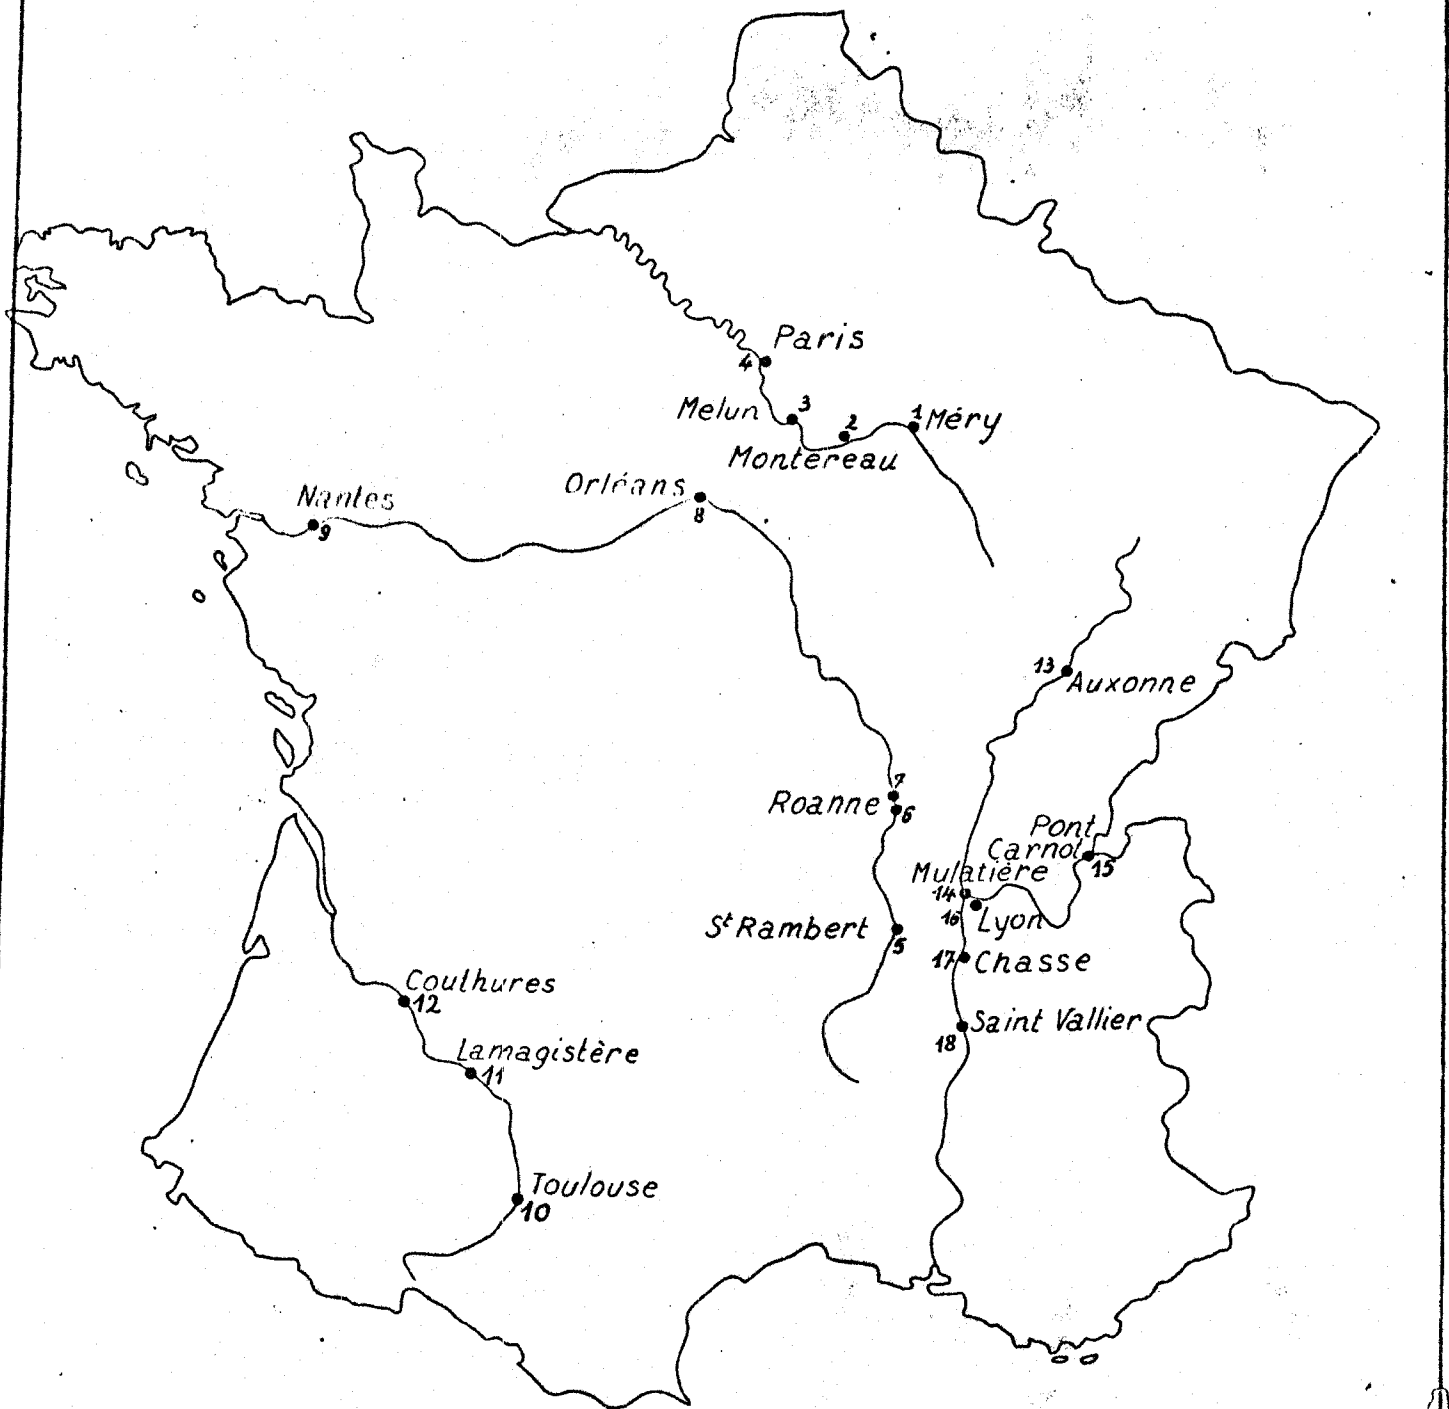 Paris
4
Melun
3
2
1
Méry
Montereau
Nantes
9
Orléans
8
13
Auxonne
7
Roanne
6
Pont
Carnot
15
Mulatière
14
16
Lyon
St Rambert
5
17
Chasse
Couthures
12
Saint Vallier
18
Lamagistère
11
Toulouse
10